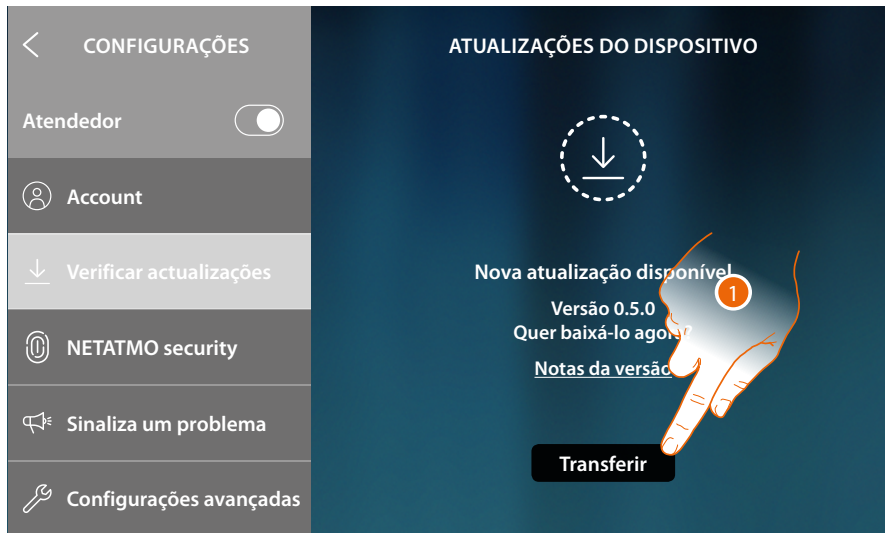 CONFIGURAÇÕES
Atendedor
Account
Verificar actualizações
NETATMO security
Sinaliza um problema
Configurações avançadas
ATUALIZAÇÕES DO DISPOSITIVO
Nova atualização disponível
1
Versão 0.5.0
Quer baixá-lo agora?
Notas da versão
Transferir